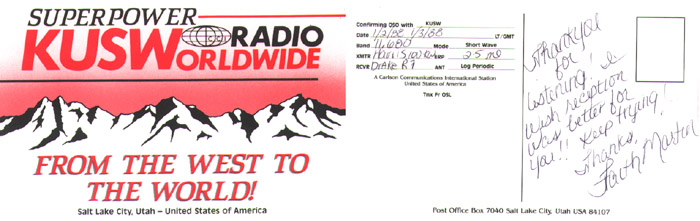 SUPERPOWER
KUSW RADIO
WORLDWIDE
FROM THE WEST TO
THE WORLD!
Salt Lake City, Utah – United States of America
Confirming QSO with KUSW
Date 1/2/88 1/3/88 LT/GMT
Band 11,680 Mode Short Wave
XMTR ERP 25 mi
RCVR Drake R7 ANT Log Periodic
A Carlson Communications International Station
United States of America
Tnx Fr QSL
Thank you
for
listening! I
wish reception
was better for
you!! Keep trying!
Thanks,
Faith Martin
Post Office Box 7040 Salt Lake City, Utah USA 84107